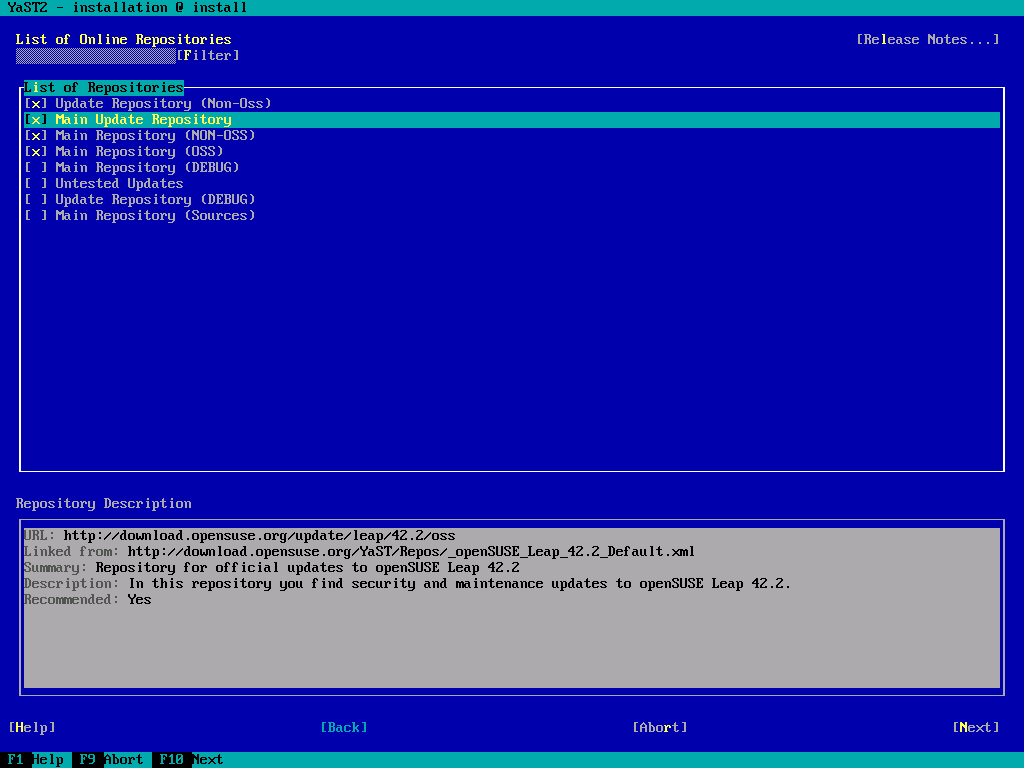 YaST2 - installation @ install
List of Online Repositories [Release Notes...]
[Filter]
List of Repositories
[x] Update Repository (Non-Oss)
[x] Main Update Repository
[x] Main Repository (NON-OSS)
[x] Main Repository (OSS)
[ ] Main Repository (DEBUG)
[ ] Untested Updates
[ ] Update Repository (DEBUG)
[ ] Main Repository (Sources)
Repository Description
URL: http://download.opensuse.org/update/leap/42.2/oss
Linked from: http://download.opensuse.org/YaST/Repos/_openSUSE_Leap_42.2_Default.xml
Summary: Repository for official updates to openSUSE Leap 42.2
Description: In this repository you find security and maintenance updates to openSUSE Leap 42.2.
Recommended: Yes
[Help] [Back] [Abort] [Next]
F1 Help F9 Abort F10 Next